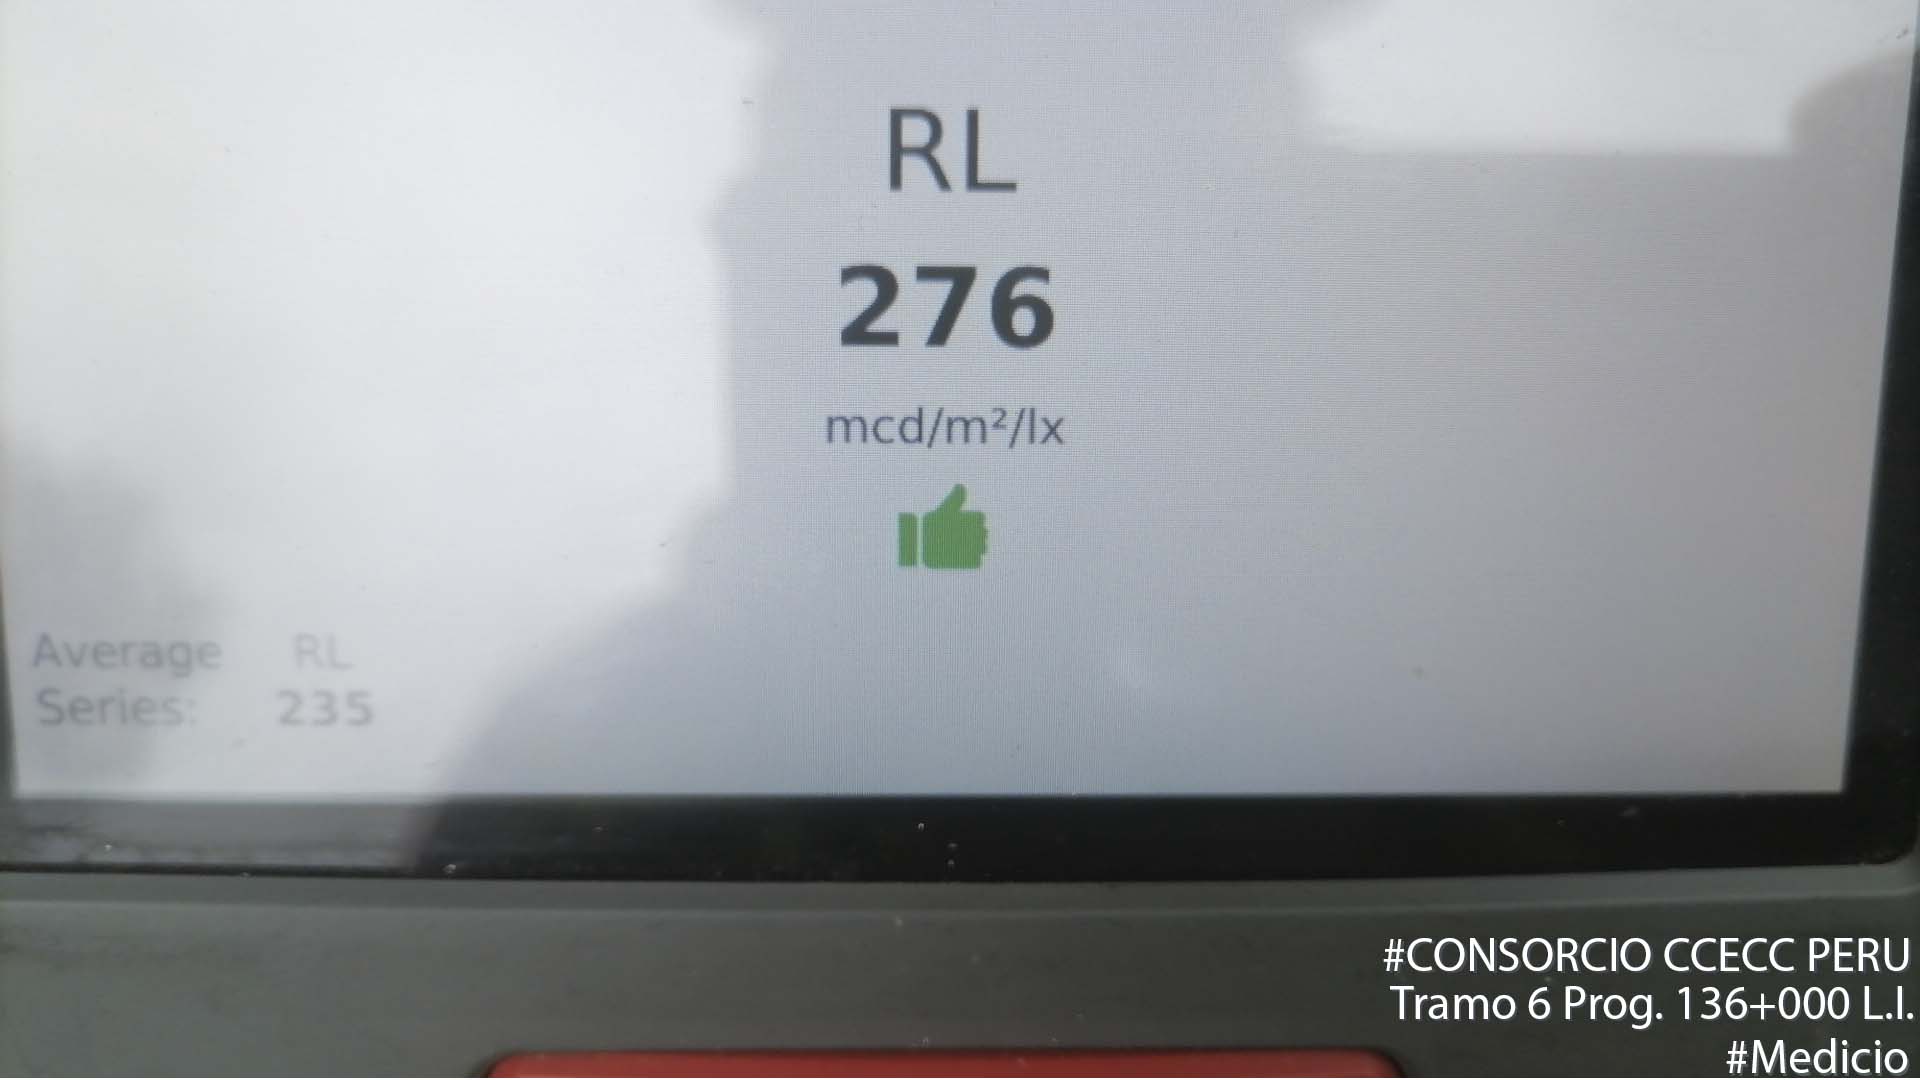 RL
276
mcd/m²/lx
Average RL
Series: 235
#CONSORCIO CCECC PERU
Tramo 6 Prog. 136+000 L.I.
#Medicio